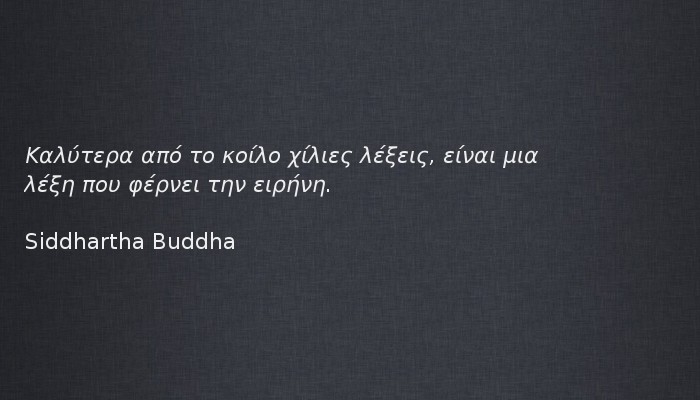 Καλύτερα από το κοίλο χίλιες λέξεις, είναι μια
λέξη που φέρνει την ειρήνη.
Siddhartha Buddha